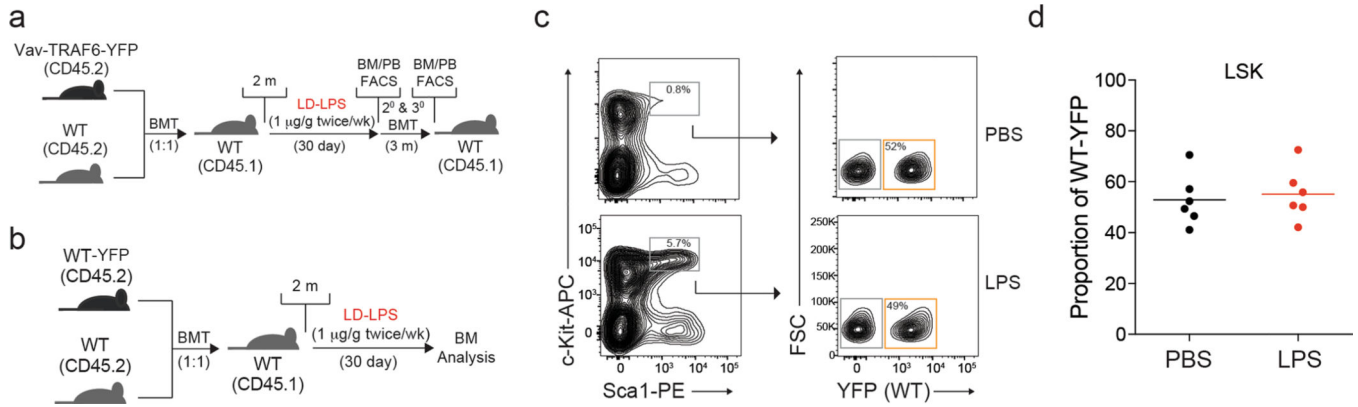 a
Vav-TRAF6-YFP
(CD45.2)
WT
(CD45.2)
BMT
(1:1)
WT
(CD45.1)
2 m
LD-LPS
(1 µg/g twice/wk)
(30 day)
BM/PB
FACS
BM/PB
FACS
2⁰ & 3⁰
BMT
(3 m)
WT
(CD45.1)
b
WT-YFP
(CD45.2)
WT
(CD45.2)
BMT
(1:1)
WT
(CD45.1)
2 m
LD-LPS
(1 µg/g twice/wk)
(30 day)
BM
Analysis
c
0.8%
52%
PBS
5.7%
49%
LPS
10⁵
10⁴
10³
0
c-Kit-APC
0 10³ 10⁴ 10⁵
Sca1-PE
250K
200K
150K
100K
50K
0
FSC
0 10³ 10⁴ 10⁵
YFP (WT)
d
LSK
Proportion of WT-YFP
100
80
60
40
20
0
PBS LPS